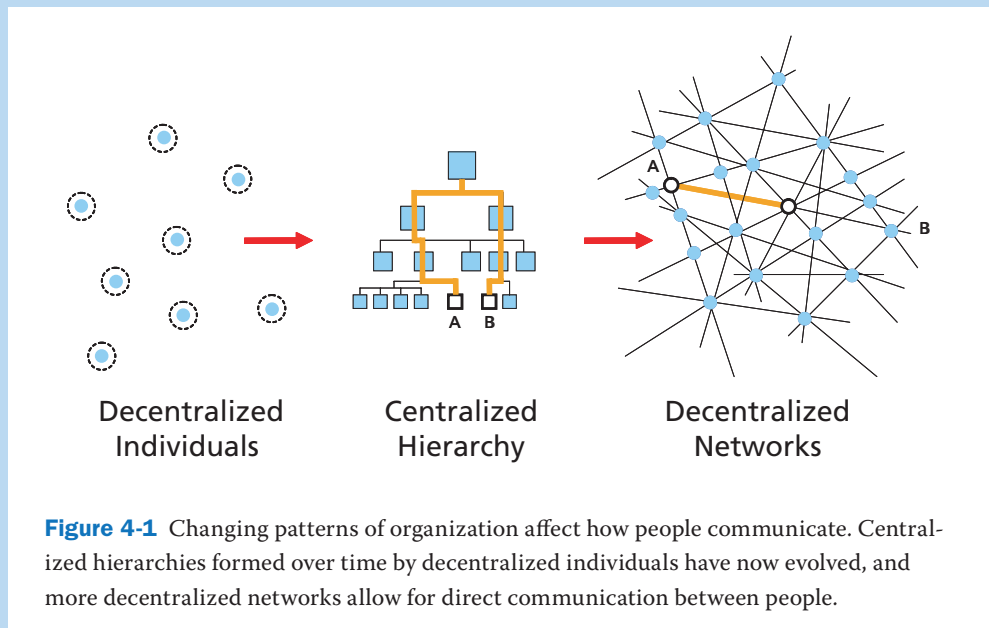 A
B
A
B
Decentralized
Individuals
Centralized
Hierarchy
Decentralized
Networks
Figure 4-1 Changing patterns of organization affect how people communicate. Central-
ized hierarchies formed over time by decentralized individuals have now evolved, and
more decentralized networks allow for direct communication between people.